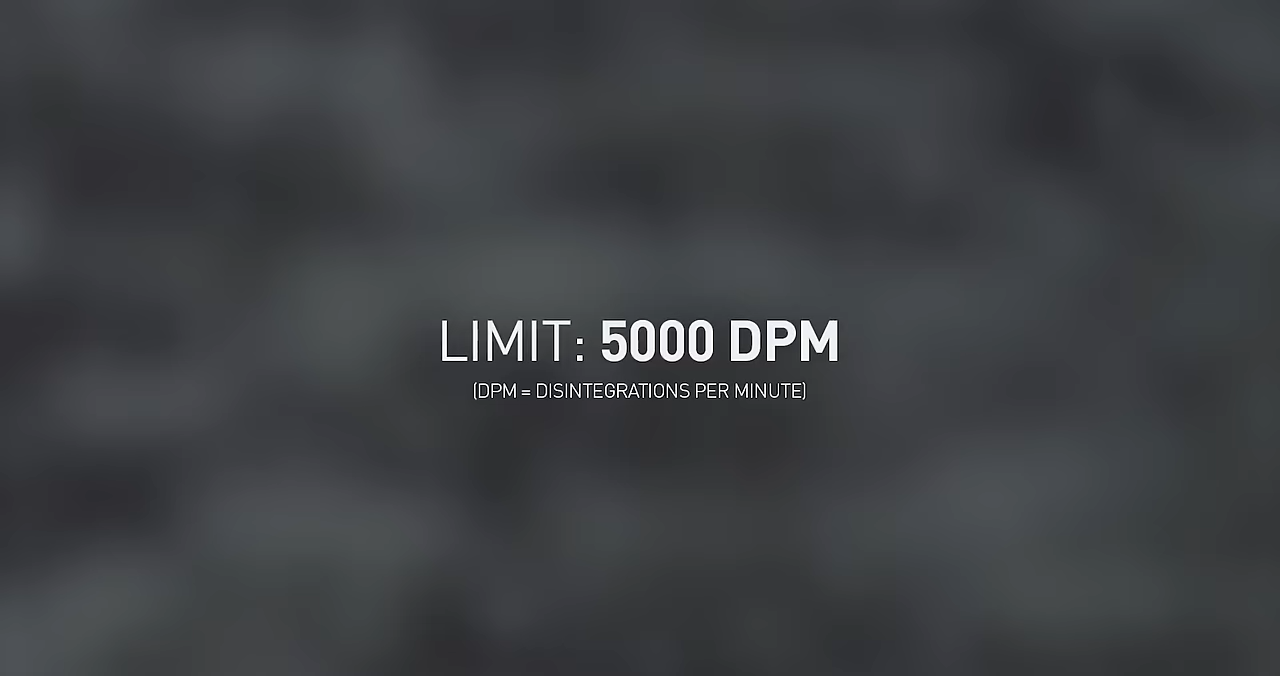 LIMIT: 5000 DPM
(DPM = DISINTEGRATIONS PER MINUTE)